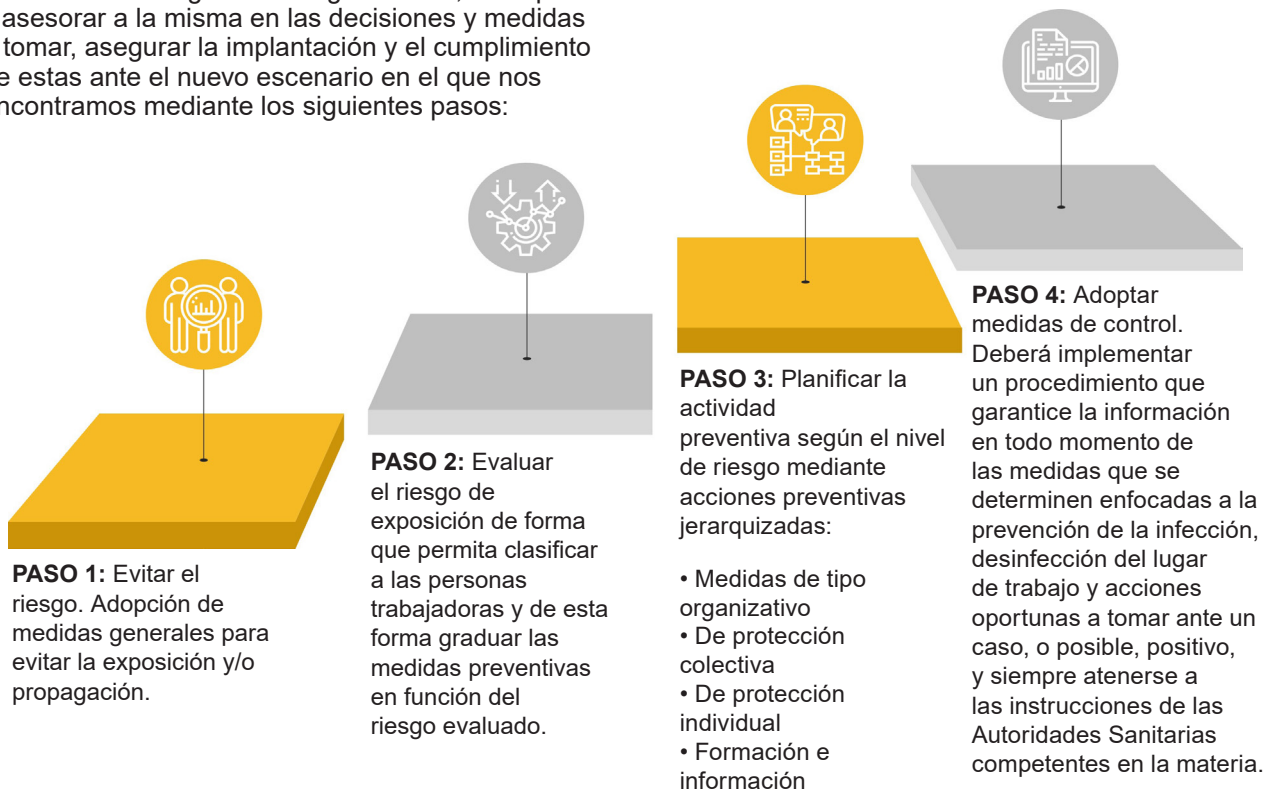 asesorar a la misma en las decisiones y medidas
tomar, asegurar la implantación y el cumplimiento
e estas ante el nuevo escenario en el que nos
ncontramos mediante los siguientes pasos:
PASO 1: Evitar el
riesgo. Adopción de
medidas generales para
evitar la exposición y/o
propagación.
PASO 2: Evaluar
el riesgo de
exposición de forma
que permita clasificar
a las personas
trabajadoras y de esta
forma graduar las
medidas preventivas
en función del
riesgo evaluado.
PASO 3: Planificar la
actividad
preventiva según el nivel
de riesgo mediante
acciones preventivas
jerarquizadas:
• Medidas de tipo
organizativo
• De protección
colectiva
• De protección
individual
• Formación e
información
PASO 4: Adoptar
medidas de control.
Deberá implementar
un procedimiento que
garantice la información
en todo momento de
las medidas que se
determinen enfocadas a la
prevención de la infección,
desinfección del lugar
de trabajo y acciones
oportunas a tomar ante un
caso, o posible, positivo,
y siempre atenerse a
las instrucciones de las
Autoridades Sanitarias
competentes en la materia.